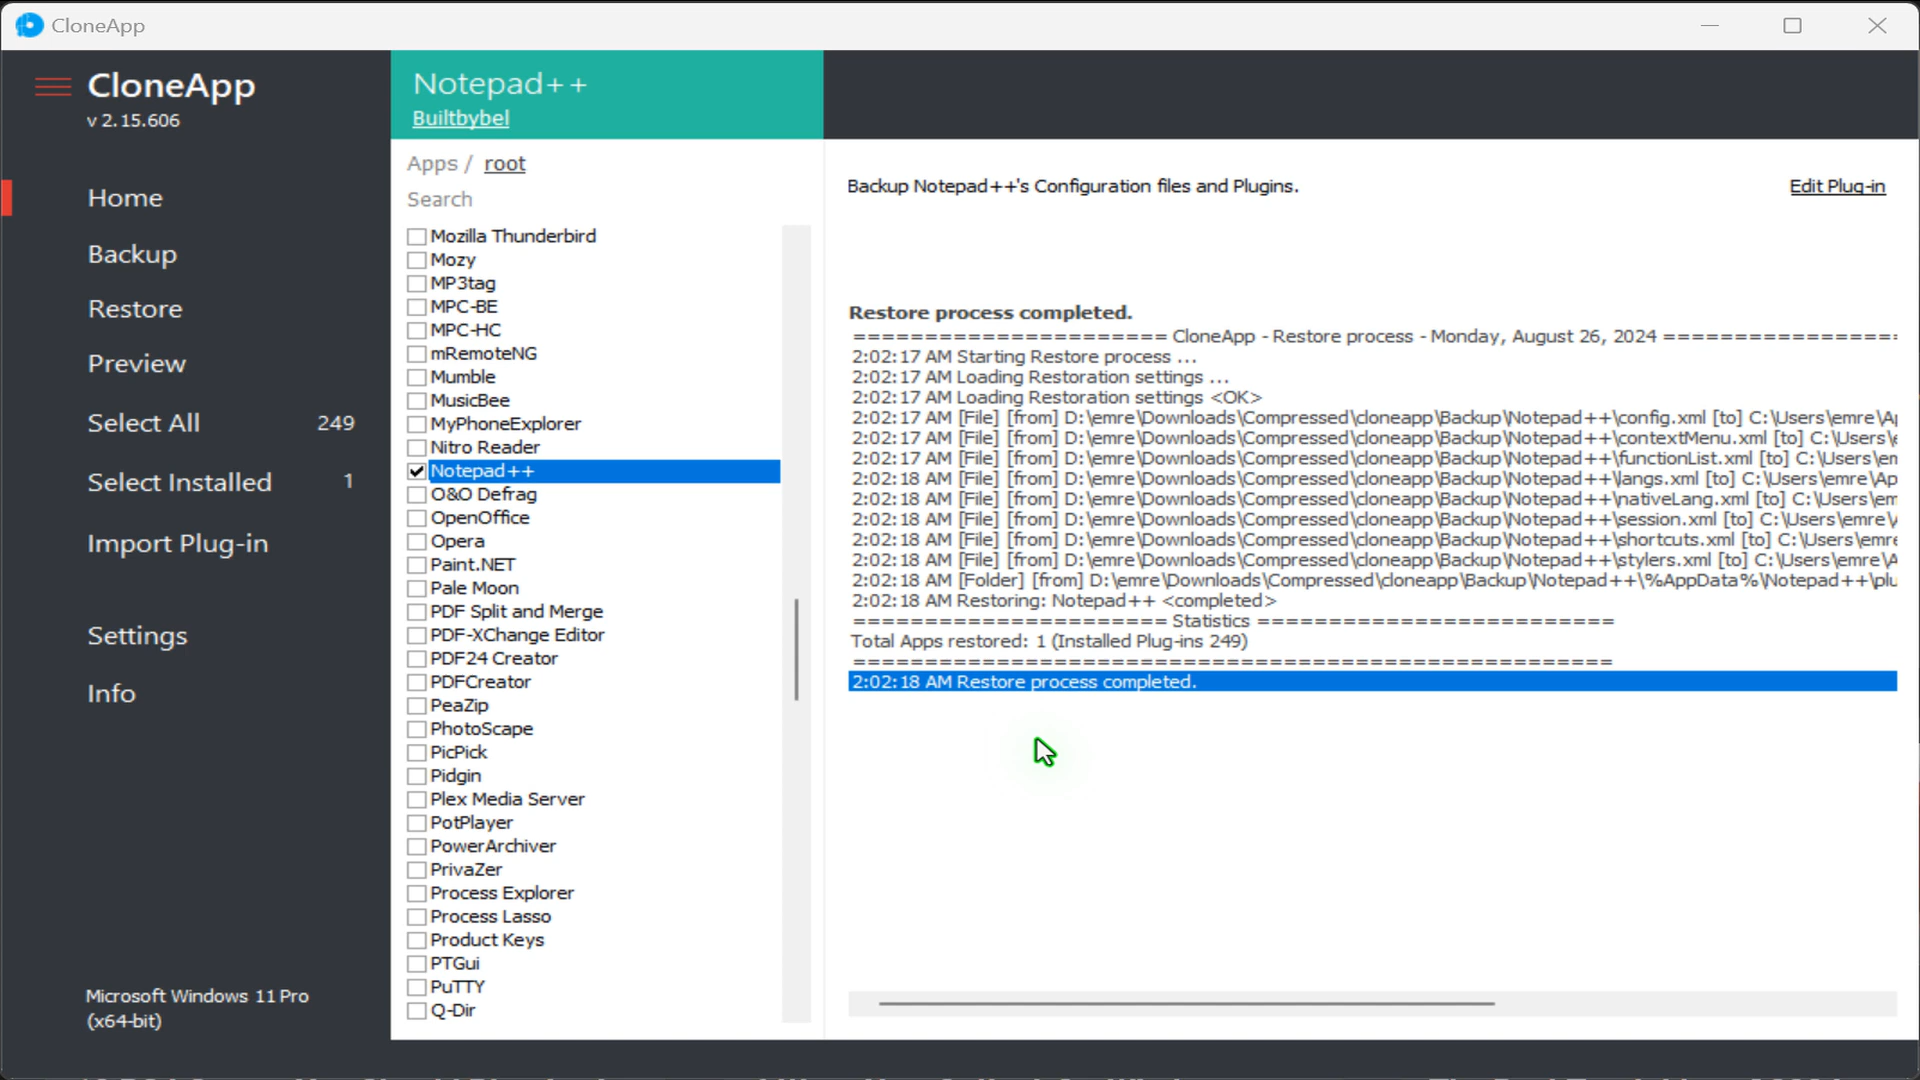 CloneApp
CloneApp
v 2.15.606
Home
Backup
Restore
Preview
Select All 249
Select Installed 1
Import Plug-in
Settings
Info
Microsoft Windows 11 Pro
(x64-bit)
Notepad++
Builtbybel
Apps / root
Search
Mozilla Thunderbird
Mozy
MP3tag
MPC-BE
MPC-HC
mRemoteNG
Mumble
MusicBee
MyPhoneExplorer
Nitro Reader
Notepad++
O&O Defrag
OpenOffice
Opera
Paint.NET
Pale Moon
PDF Split and Merge
PDF-XChange Editor
PDF24 Creator
PDFCreator
PeaZip
PhotoScape
PicPick
Pidgin
Plex Media Server
PotPlayer
PowerArchiver
PrivaZer
Process Explorer
Process Lasso
Product Keys
PTGui
PuTTY
Q-Dir
Backup Notepad++'s Configuration files and Plugins.
Edit Plug-in
Restore process completed.
====================== CloneApp - Restore process - Monday, August 26, 2024 =================
2:02:17 AM Starting Restore process ...
2:02:17 AM Loading Restoration settings ...
2:02:17 AM Loading Restoration settings <OK>
2:02:17 AM [File] [from] D:\emre\Downloads\Compressed\cloneapp\Backup\Notepad++\config.xml [to] C:\Users\emre\Ap
2:02:17 AM [File] [from] D:\emre\Downloads\Compressed\cloneapp\Backup\Notepad++\contextMenu.xml [to] C:\Users\e
2:02:17 AM [File] [from] D:\emre\Downloads\Compressed\cloneapp\Backup\Notepad++\functionList.xml [to] C:\Users\em
2:02:18 AM [File] [from] D:\emre\Downloads\Compressed\cloneapp\Backup\Notepad++\langs.xml [to] C:\Users\emre\Ap
2:02:18 AM [File] [from] D:\emre\Downloads\Compressed\cloneapp\Backup\Notepad++\nativeLang.xml [to] C:\Users\em
2:02:18 AM [File] [from] D:\emre\Downloads\Compressed\cloneapp\Backup\Notepad++\session.xml [to] C:\Users\emre\A
2:02:18 AM [File] [from] D:\emre\Downloads\Compressed\cloneapp\Backup\Notepad++\shortcuts.xml [to] C:\Users\emre
2:02:18 AM [File] [from] D:\emre\Downloads\Compressed\cloneapp\Backup\Notepad++\stylers.xml [to] C:\Users\emre\A
2:02:18 AM [Folder] [from] D:\emre\Downloads\Compressed\cloneapp\Backup\Notepad++\%AppData%\Notepad++\plu
2:02:18 AM Restoring: Notepad++ <completed>
====================== Statistics =========================
Total Apps restored: 1 (Installed Plug-ins 249)
=====================================================
2:02:18 AM Restore process completed.